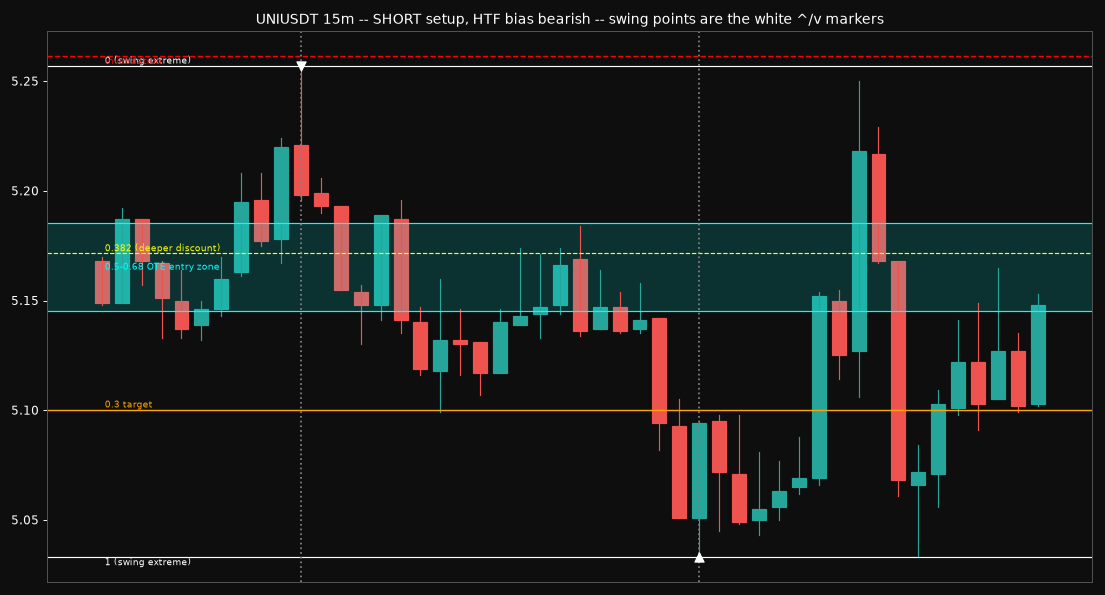 UNIUSDT 15m -- SHORT setup, HTF bias bearish -- swing points are the white ^/v markers
0 (swing extreme)
5.25
5.20
0.382 (deeper discount)
0.5-0.68 OTE entry zone
5.15
0.3 target
5.10
5.05
1 (swing extreme)